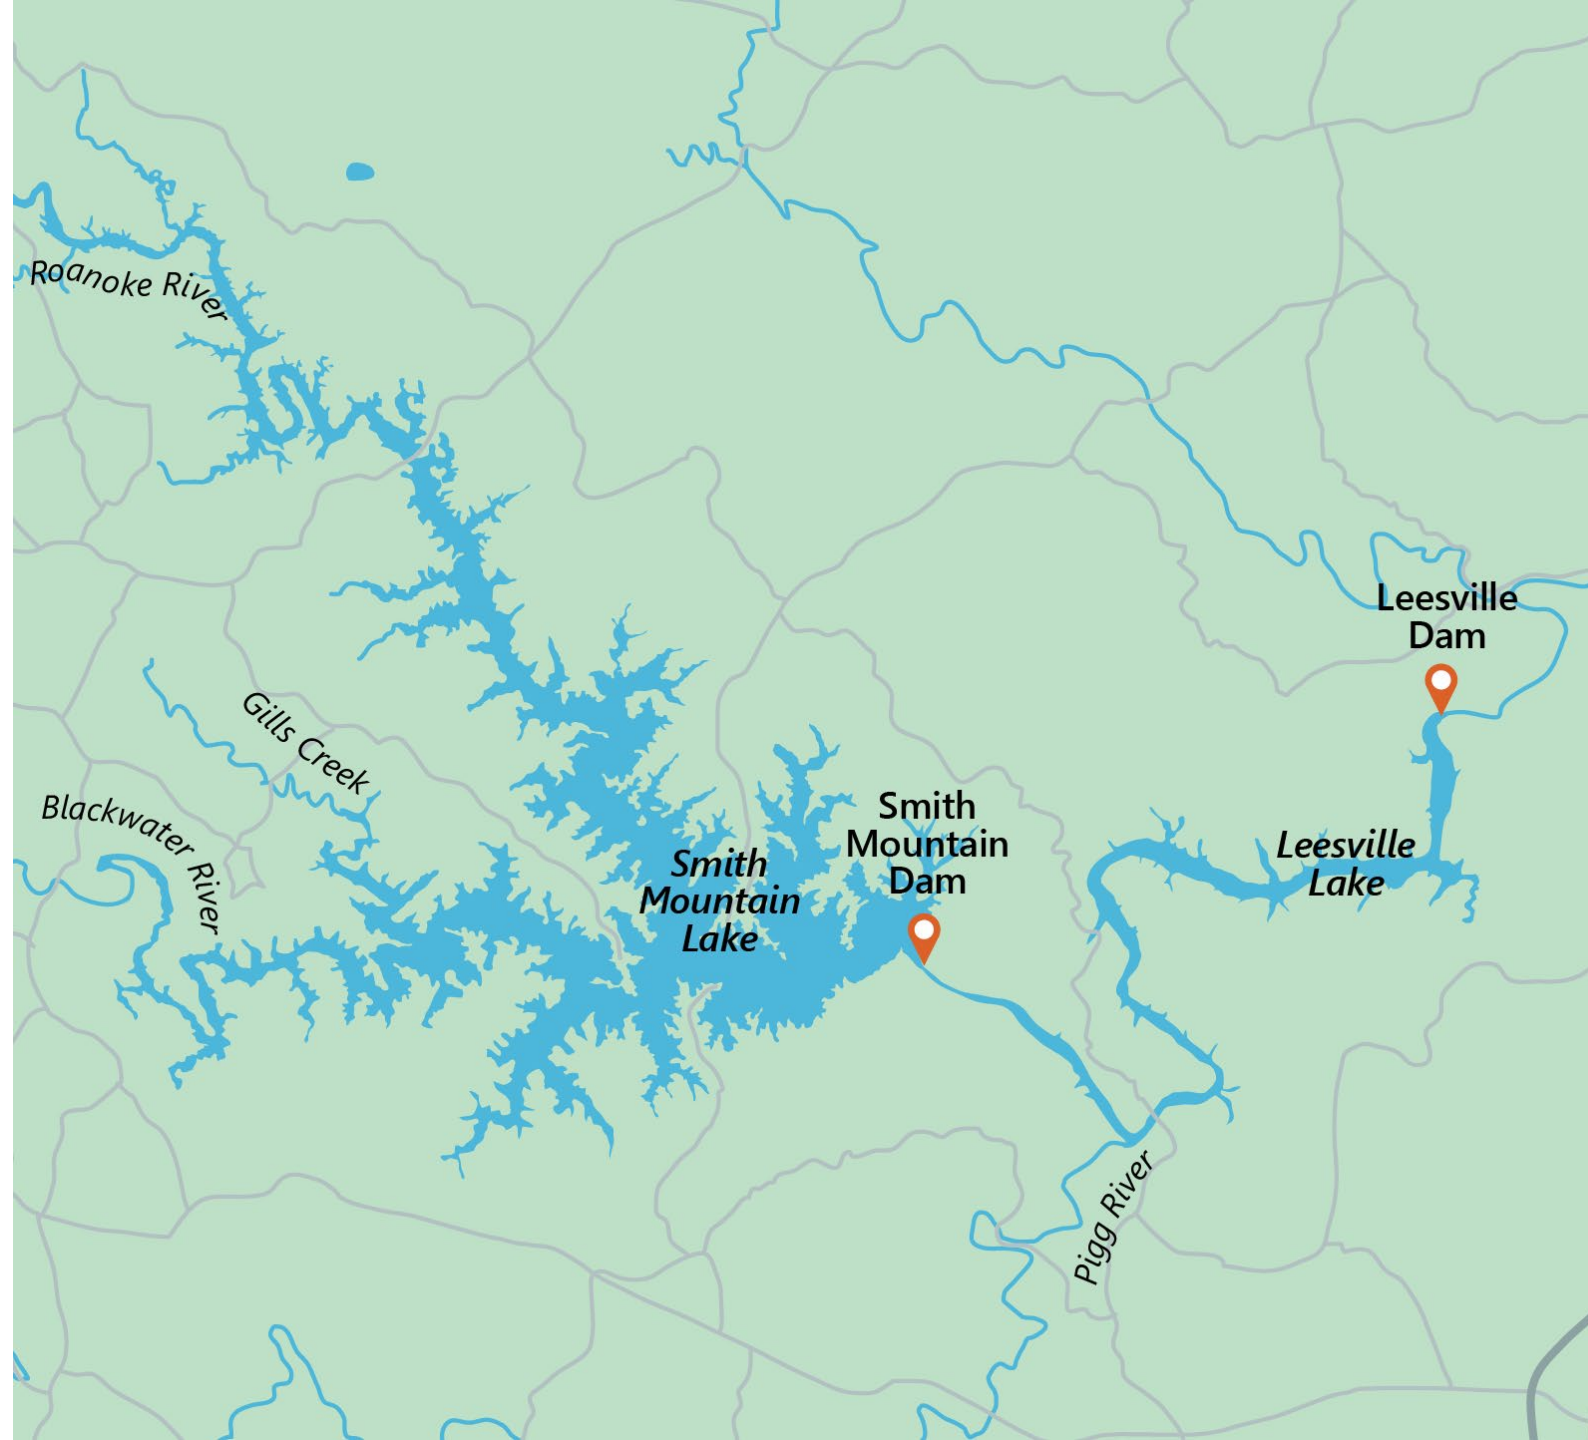 Roanoke River
Leesville
Dam
Gills Creek
Blackwater River
Smith
Mountain
Dam
Smith
Mountain
Lake
Leesville
Lake
Pigg River